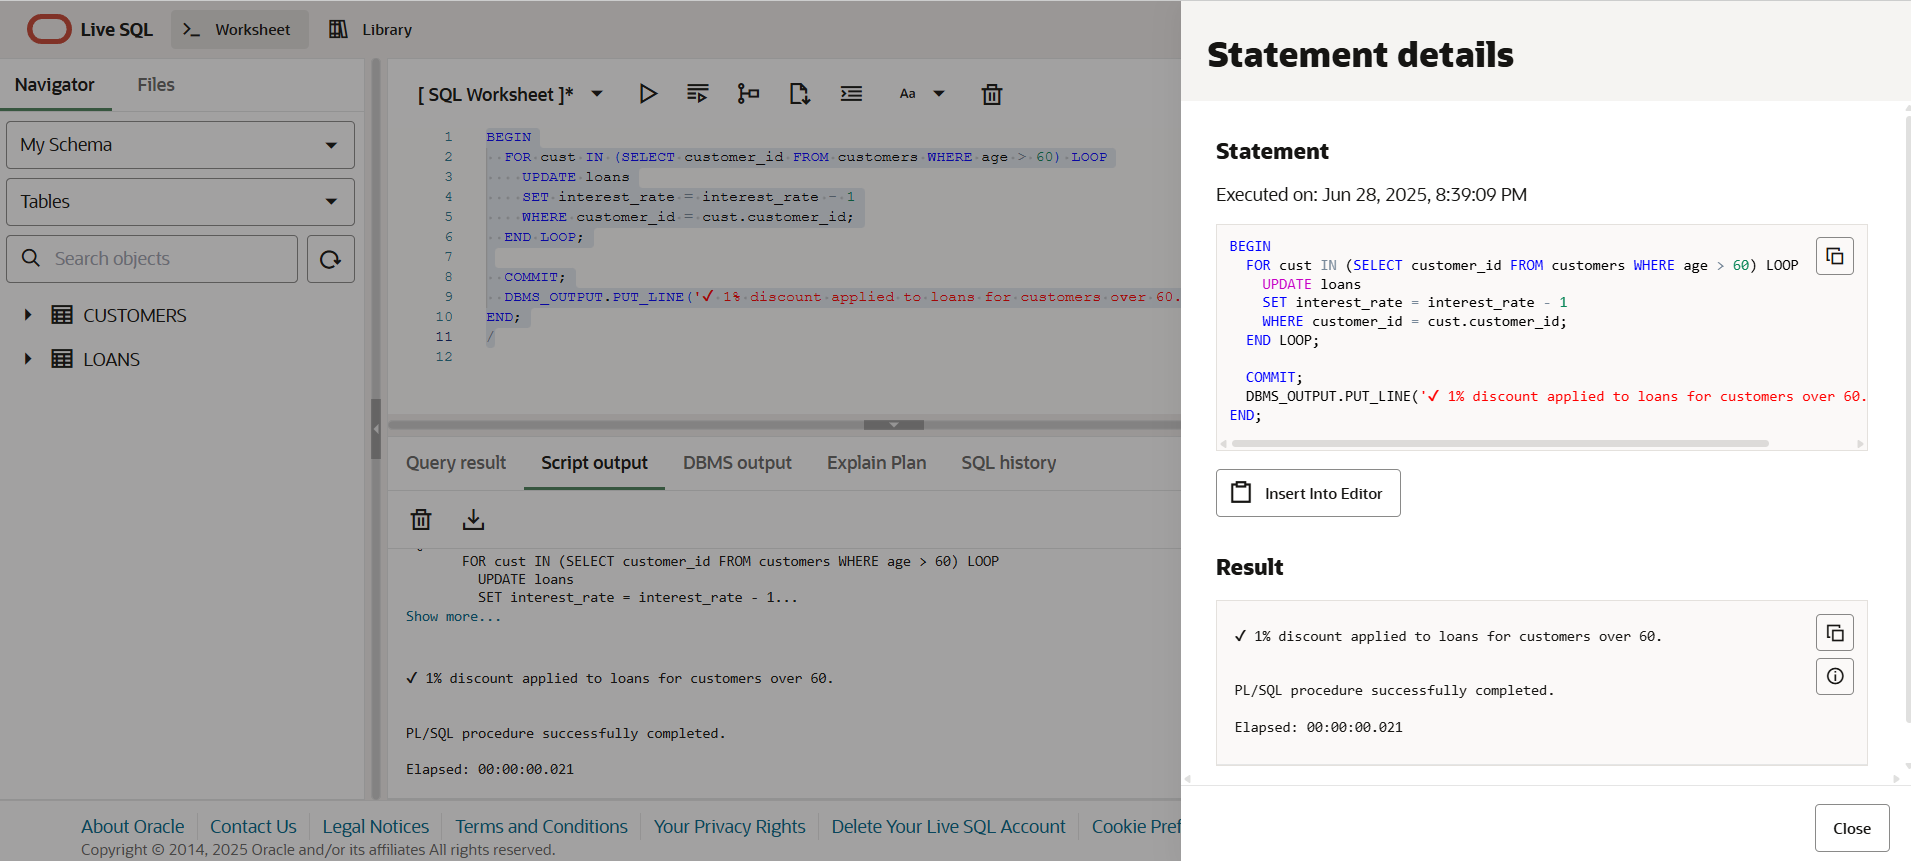 Live SQL
Worksheet
Library
Navigator
Files
My Schema
Tables
Search objects
CUSTOMERS
LOANS
[ SQL Worksheet ]*
Aa
1 BEGIN
2 FOR cust IN (SELECT customer_id FROM customers WHERE age > 60) LOOP
3 UPDATE loans
4 SET interest_rate = interest_rate - 1
5 WHERE customer_id = cust.customer_id;
6 END LOOP;
7
8 COMMIT;
9 DBMS_OUTPUT.PUT_LINE('✓ 1% discount applied to loans for customers over 60.
10 END;
11 /
12
Query result
Script output
DBMS output
Explain Plan
SQL history
FOR cust IN (SELECT customer_id FROM customers WHERE age > 60) LOOP
UPDATE loans
SET interest_rate = interest_rate - 1...
Show more...
✓ 1% discount applied to loans for customers over 60.
PL/SQL procedure successfully completed.
Elapsed: 00:00:00.021
About Oracle
Contact Us
Legal Notices
Terms and Conditions
Your Privacy Rights
Delete Your Live SQL Account
Cookie Pref
Copyright © 2014, 2025 Oracle and/or its affiliates All rights reserved.
Statement details
Statement
Executed on: Jun 28, 2025, 8:39:09 PM
BEGIN
FOR cust IN (SELECT customer_id FROM customers WHERE age > 60) LOOP
UPDATE loans
SET interest_rate = interest_rate - 1
WHERE customer_id = cust.customer_id;
END LOOP;
COMMIT;
DBMS_OUTPUT.PUT_LINE('✓ 1% discount applied to loans for customers over 60.
END;
Insert Into Editor
Result
✓ 1% discount applied to loans for customers over 60.
PL/SQL procedure successfully completed.
Elapsed: 00:00:00.021
Close